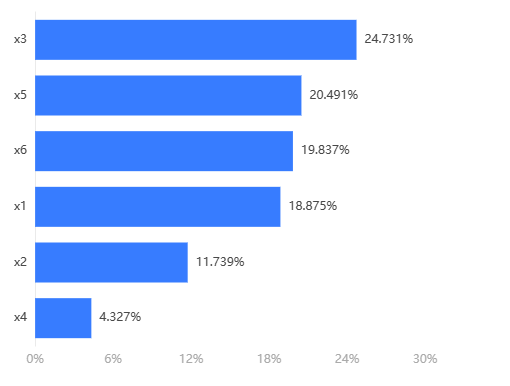 x3 24.731%
x5 20.491%
x6 19.837%
x1 18.875%
x2 11.739%
x4 4.327%
0% 6% 12% 18% 24% 30%